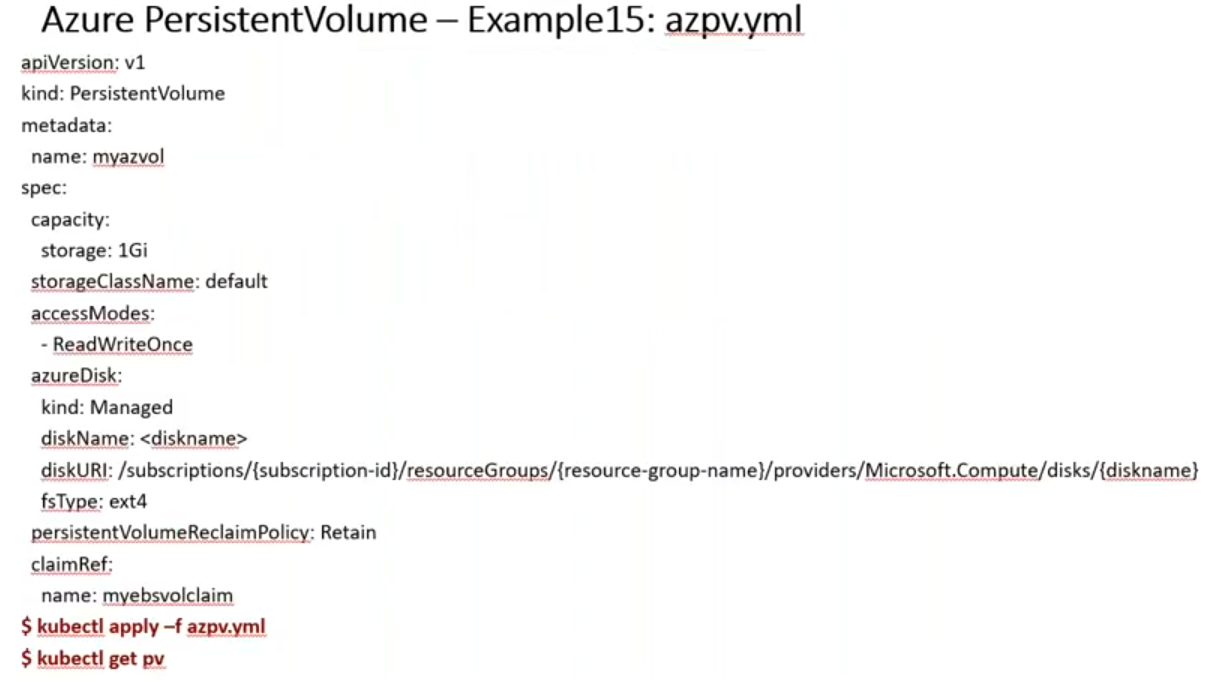 Azure PersistentVolume – Example15: azpv.yml
apiVersion: v1
kind: PersistentVolume
metadata:
  name: myazvol
spec:
  capacity:
    storage: 1Gi
  storageClassName: default
  accessModes:
    - ReadWriteOnce
  azureDisk:
    kind: Managed
    diskName: <diskname>
    diskURI: /subscriptions/{subscription-id}/resourceGroups/{resource-group-name}/providers/Microsoft.Compute/disks/{diskname}
    fsType: ext4
  persistentVolumeReclaimPolicy: Retain
  claimRef:
    name: myebsvolclaim
$ kubectl apply –f azpv.yml
$ kubectl get pv